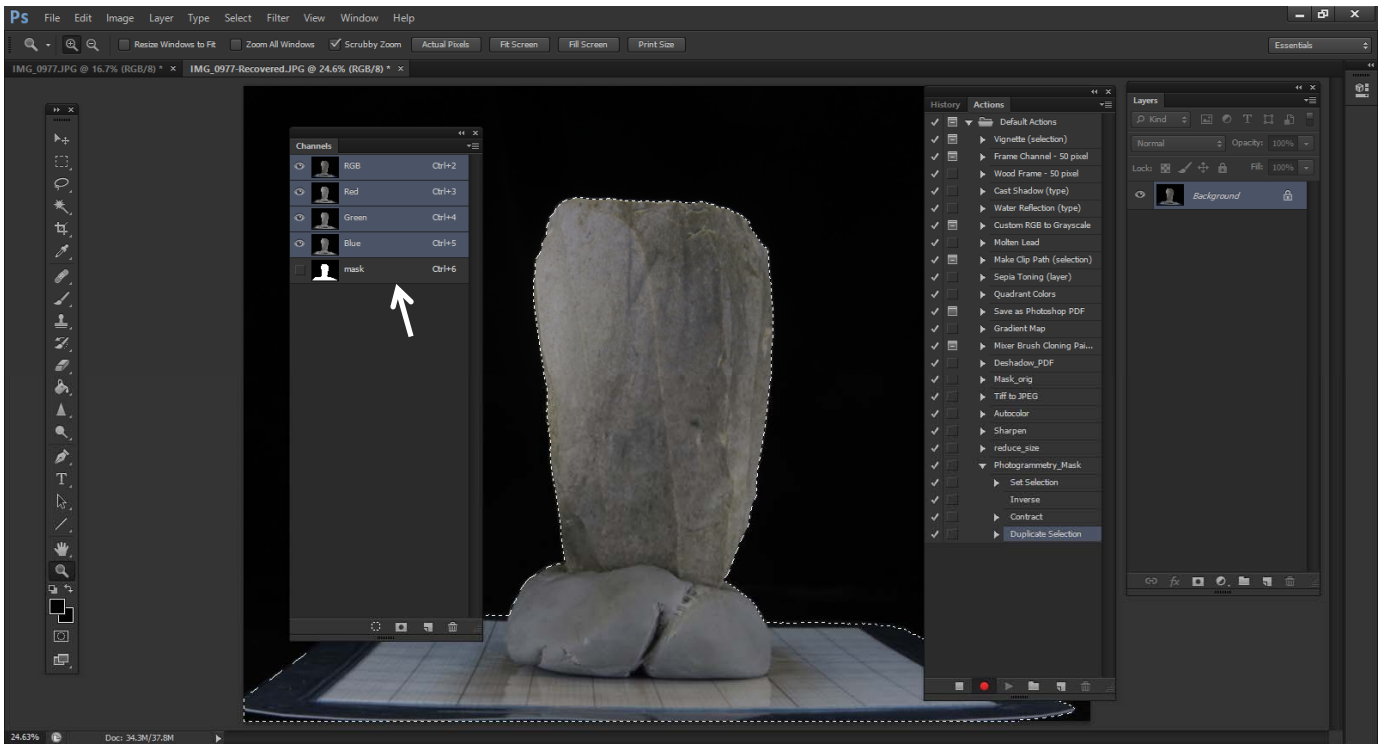 Ps File Edit Image Layer Type Select Filter View Window Help
Resize Windows to Fit Zoom All Windows Scrubby Zoom Actual Pixels Fit Screen Fill Screen Print Size Essentials
IMG_0977.JPG @ 16.7% (RGB/8) * × IMG_0977-Recovered.JPG @ 24.6% (RGB/8) * ×
Channels
RGB Ctrl+2
Red Ctrl+3
Green Ctrl+4
Blue Ctrl+5
mask Ctrl+6
History Actions
Default Actions
Vignette (selection)
Frame Channel - 50 pixel
Wood Frame - 50 pixel
Cast Shadow (type)
Water Reflection (type)
Custom RGB to Grayscale
Molten Lead
Make Clip Path (selection)
Sepia Toning (layer)
Quadrant Colors
Save as Photoshop PDF
Gradient Map
Mixer Brush Cloning Pai...
Deshadow_PDF
Mask_orig
Tiff to JPEG
Autocolor
Sharpen
reduce_size
Photogrammetry_Mask
Set Selection
Inverse
Contract
Duplicate Selection
Layers
Kind
Normal Opacity: 100%
Lock: Fill: 100%
Background
fx
24.63% Doc: 34.3M/37.8M